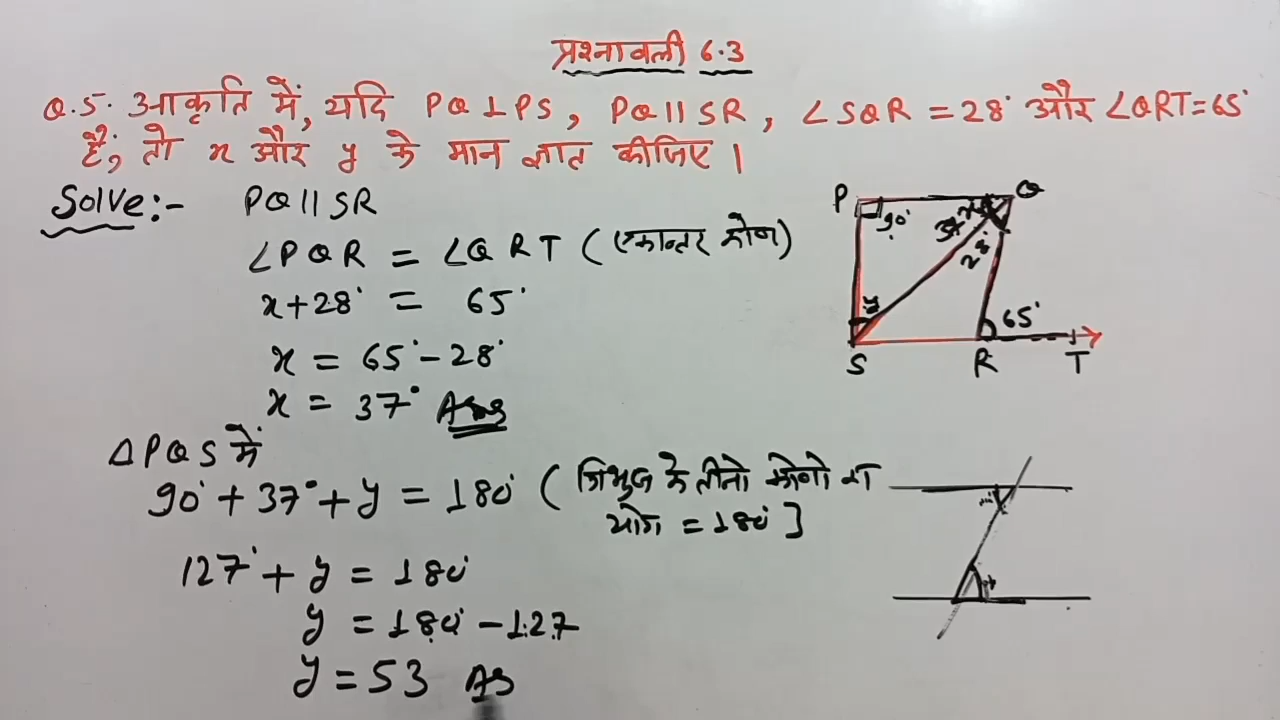 प्रश्नावली 6.3
Q.5. आकृति में, यदि PQ ⊥ PS, PQ || SR, ∠SQR = 28° और ∠QRT = 65°
है, तो x और y के मान ज्ञात कीजिए।
Solve:- PQ || SR
∠PQR = ∠QRT (एकान्तर कोण)
x + 28° = 65°
x = 65° - 28°
x = 37° Ans
△PQS में
90° + 37° + y = 180° (त्रिभुज के तीनो कोणो का
योग = 180°]
127° + y = 180°
y = 180° - 127
y = 53 As
P
Q
90°
37°
x
28°
y
65°
S
R
T